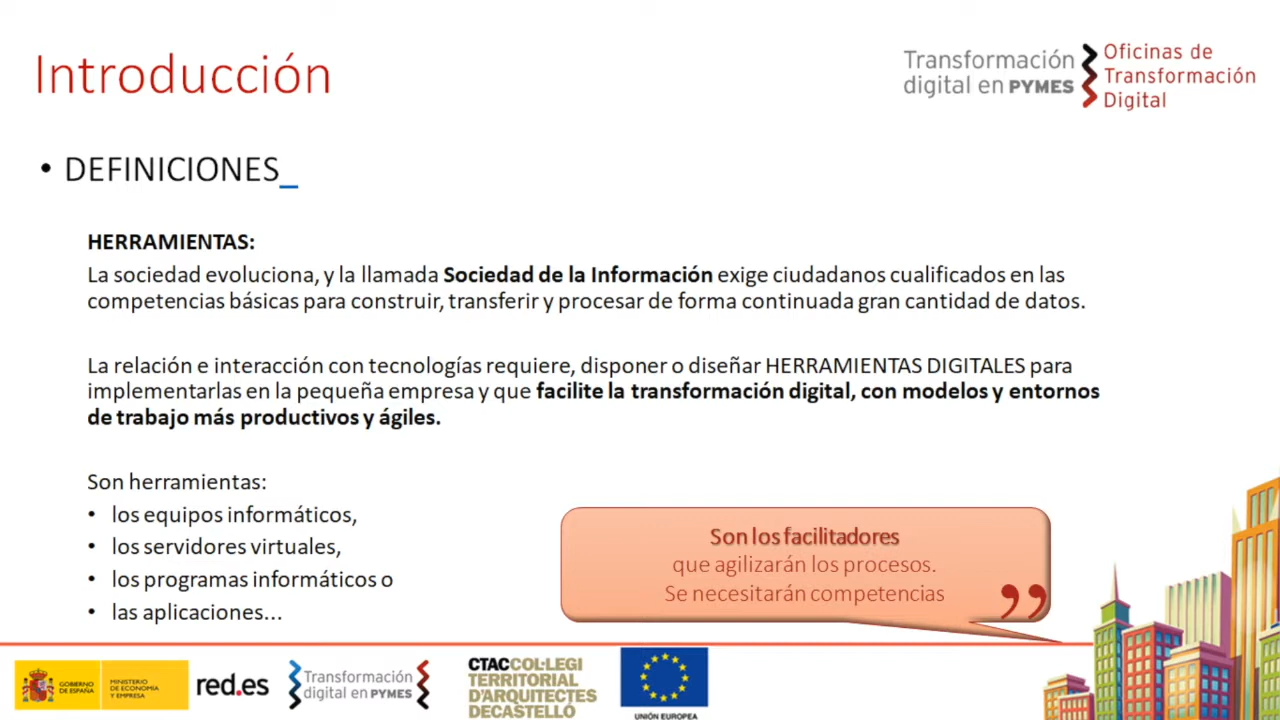 Introducción
Transformación
digital en PYMES
Oficinas de
Transformación
Digital
• DEFINICIONES_
HERRAMIENTAS:
La sociedad evoluciona, y la llamada Sociedad de la Información exige ciudadanos cualificados en las
competencias básicas para construir, transferir y procesar de forma continuada gran cantidad de datos.
La relación e interacción con tecnologías requiere, disponer o diseñar HERRAMIENTAS DIGITALES para
implementarlas en la pequeña empresa y que facilite la transformación digital, con modelos y entornos
de trabajo más productivos y ágiles.
Son herramientas:
• los equipos informáticos,
• los servidores virtuales,
• los programas informáticos o
• las aplicaciones...
Son los facilitadores
que agilizarán los procesos.
Se necesitarán competencias
”
GOBIERNO
DE ESPAÑA
MINISTERIO
DE ECONOMÍA
Y EMPRESA
red.es
Transformación
digital en PYMES
CTACCOL·LEGI
TERRITORIAL
D'ARQUITECTES
DECASTELLÓ
UNIÓN EUROPEA